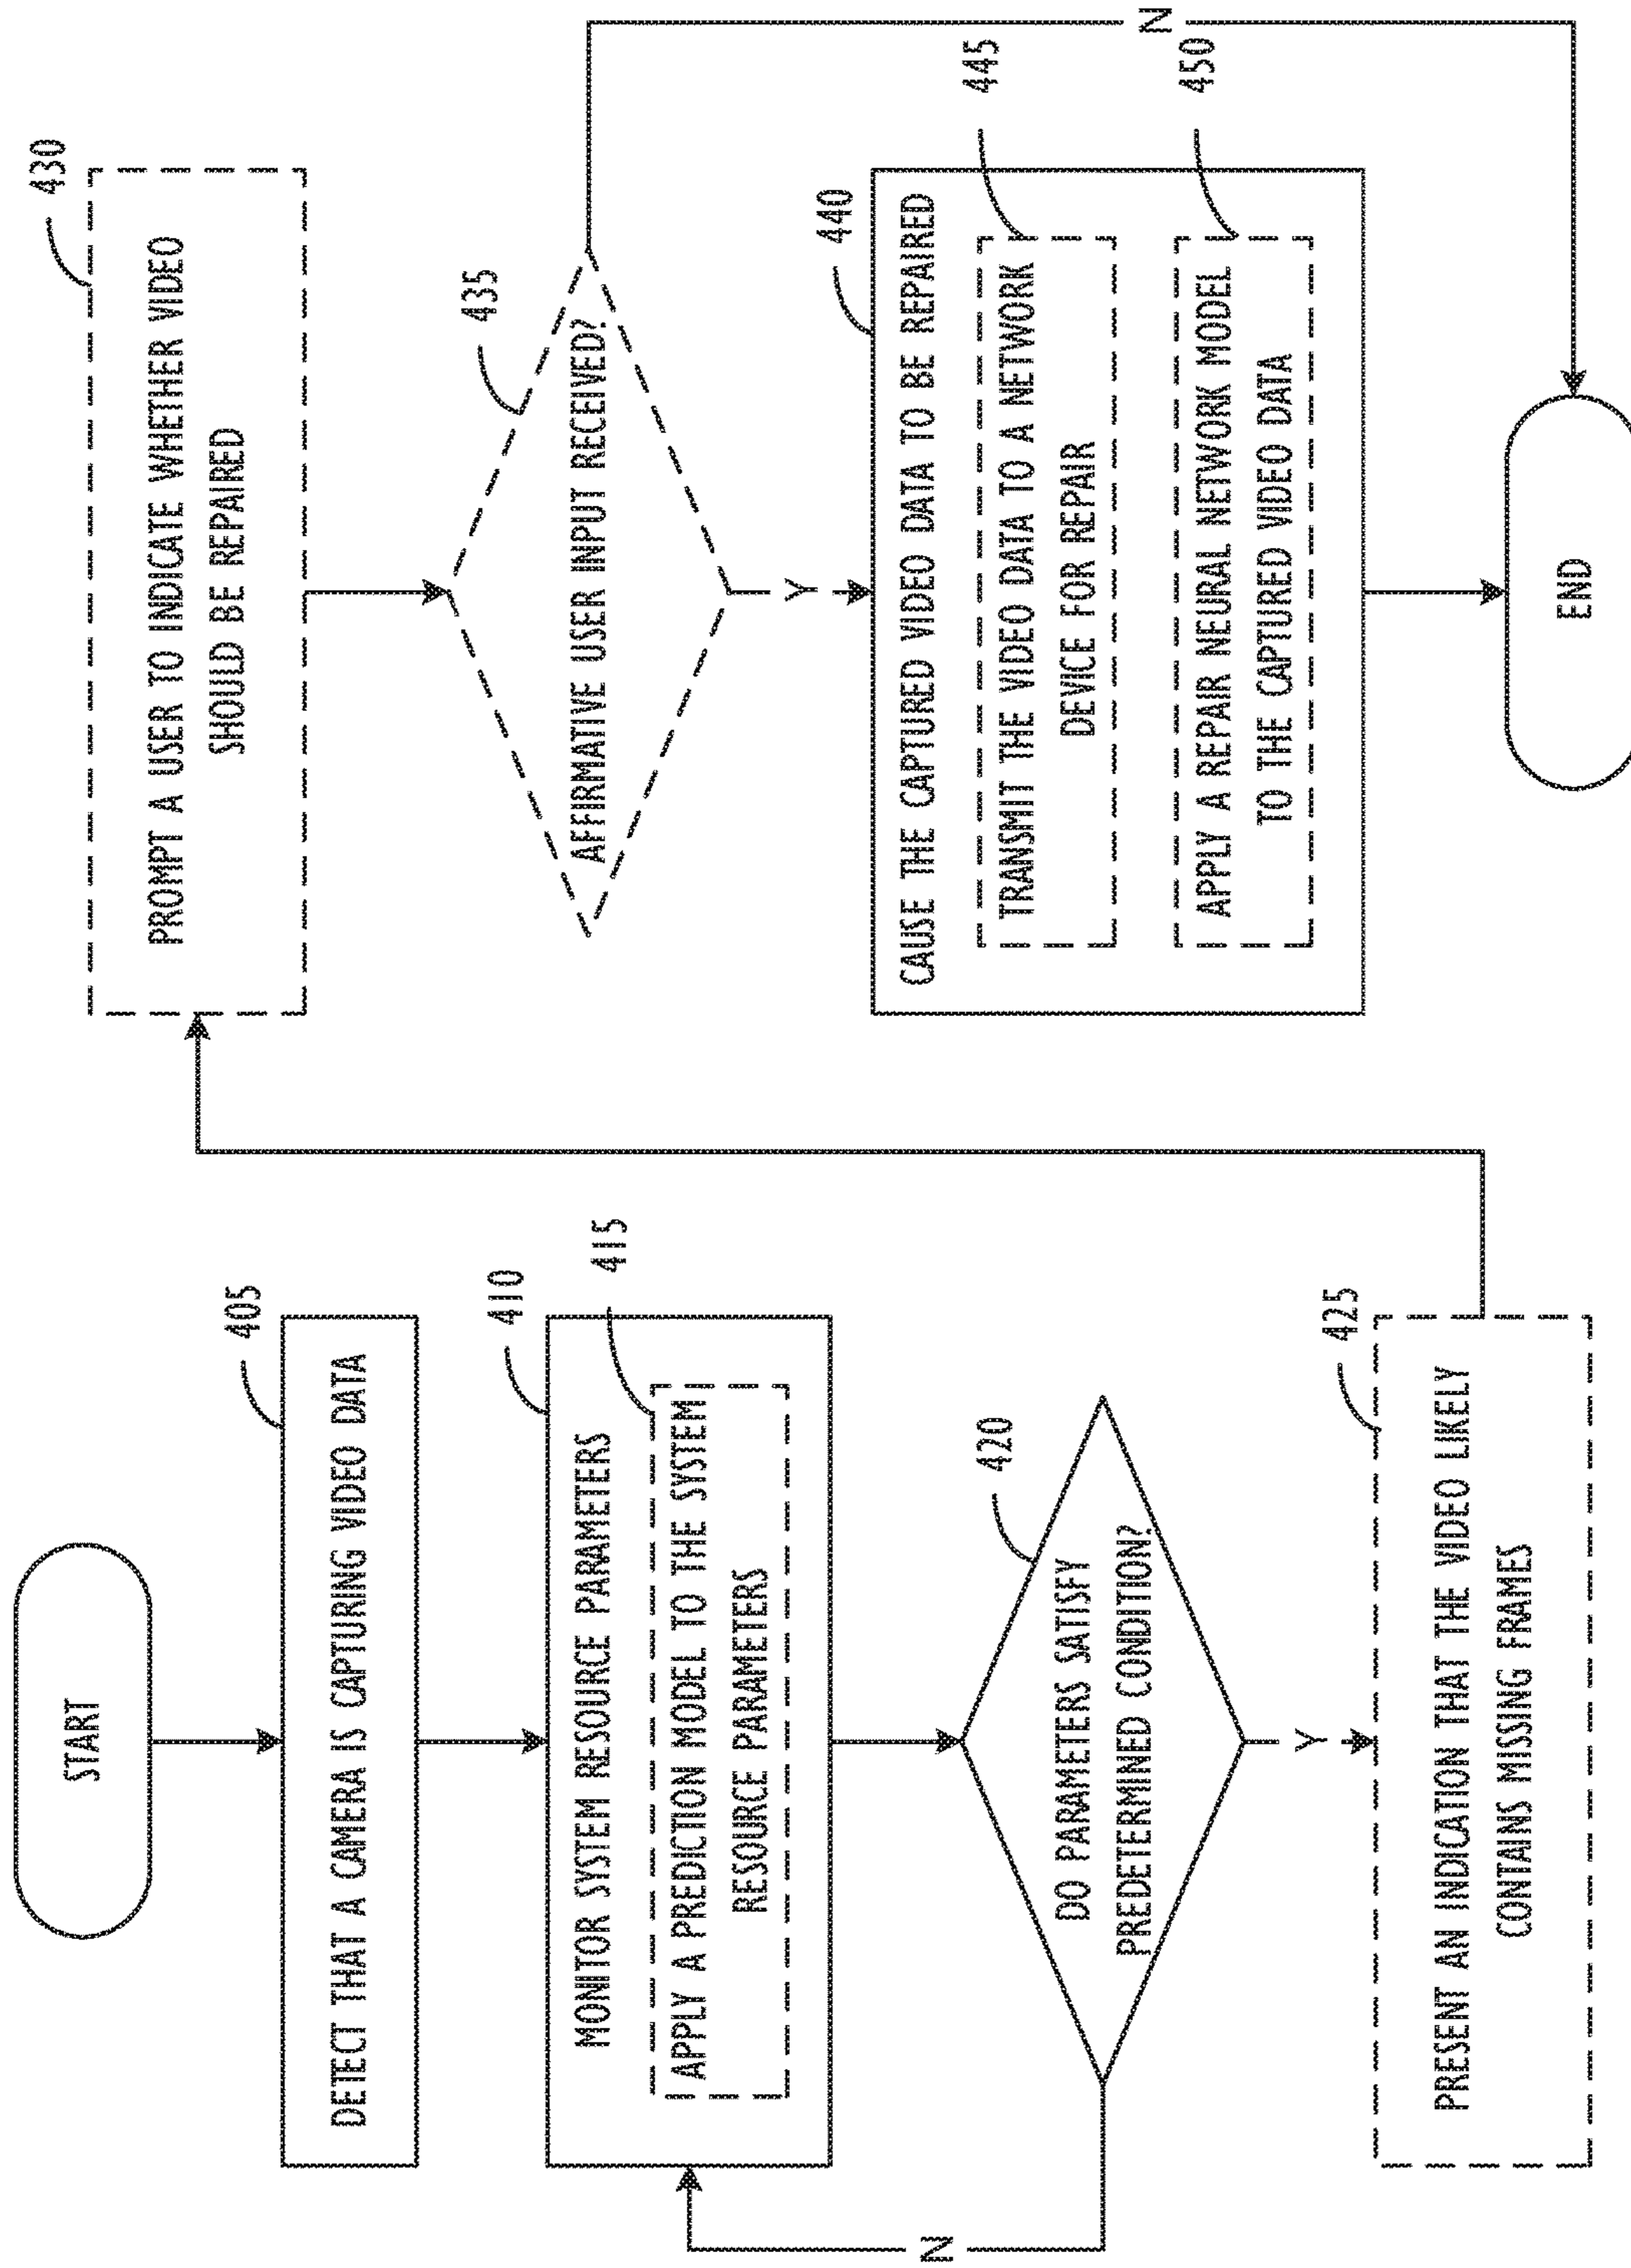 START
405
DETECT THAT A CAMERA IS CAPTURING VIDEO DATA
410
MONITOR SYSTEM RESOURCE PARAMETERS
415
APPLY A PREDICTION MODEL TO THE SYSTEM
RESOURCE PARAMETERS
420
DO PARAMETERS SATISFY
PREDETERMINED CONDITION?
N
Y
425
PRESENT AN INDICATION THAT THE VIDEO LIKELY
CONTAINS MISSING FRAMES
430
PROMPT A USER TO INDICATE WHETHER VIDEO
SHOULD BE REPAIRED
435
AFFIRMATIVE USER INPUT RECEIVED?
Y
N
440
CAUSE THE CAPTURED VIDEO DATA TO BE REPAIRED
445
TRANSMIT THE VIDEO DATA TO A NETWORK
DEVICE FOR REPAIR
450
APPLY A REPAIR NEURAL NETWORK MODEL
TO THE CAPTURED VIDEO DATA
END